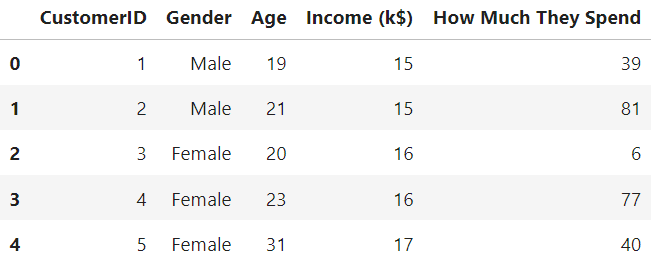 CustomerID Gender Age Income (k$) How Much They Spend
0 1 Male 19 15 39
1 2 Male 21 15 81
2 3 Female 20 16 6
3 4 Female 23 16 77
4 5 Female 31 17 40